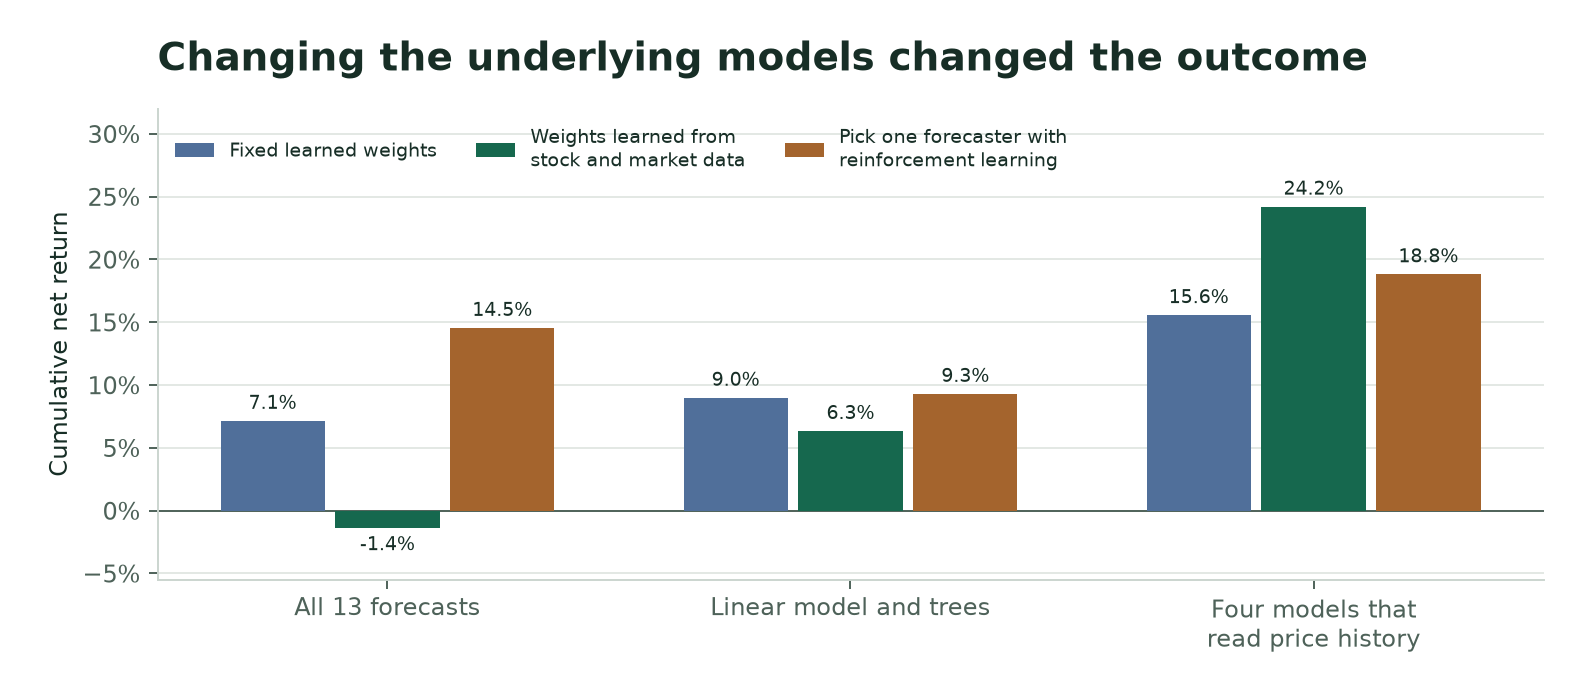 Changing the underlying models changed the outcome
Cumulative net return
30%
25%
20%
15%
10%
5%
0%
−5%
Fixed learned weights
Weights learned from
stock and market data
Pick one forecaster with
reinforcement learning
7.1%
-1.4%
14.5%
9.0%
6.3%
9.3%
15.6%
24.2%
18.8%
All 13 forecasts
Linear model and trees
Four models that
read price history